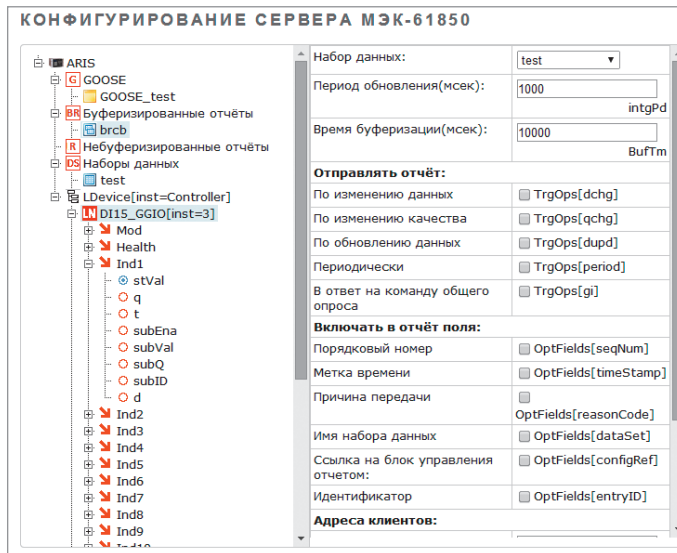 КОНФИГУРИРОВАНИЕ СЕРВЕРА МЭК-61850
ARIS
G GOOSE
GOOSE_test
BR Буферизированные отчёты
brcb
R Небуферизированные отчёты
DS Наборы данных
test
LDevice[inst=Controller]
LN DI15_GGIO[inst=3]
Mod
Health
Ind1
stVal
q
t
subEna
subVal
subQ
subID
d
Ind2
Ind3
Ind4
Ind5
Ind6
Ind7
Ind8
Ind9
Ind10
Набор данных: test
Период обновления(мсек): 1000
intgPd
Время буферизации(мсек): 10000
BufTm
Отправлять отчёт:
По изменению данных TrgOps[dchg]
По изменению качества TrgOps[qchg]
По обновлению данных TrgOps[dupd]
Периодически TrgOps[period]
В ответ на команду общего TrgOps[gi]
опроса
Включать в отчёт поля:
Порядковый номер OptFields[seqNum]
Метка времени OptFields[timeStamp]
Причина передачи
OptFields[reasonCode]
Имя набора данных OptFields[dataSet]
Ссылка на блок управления OptFields[configRef]
отчетом:
Идентификатор OptFields[entryID]
Адреса клиентов: